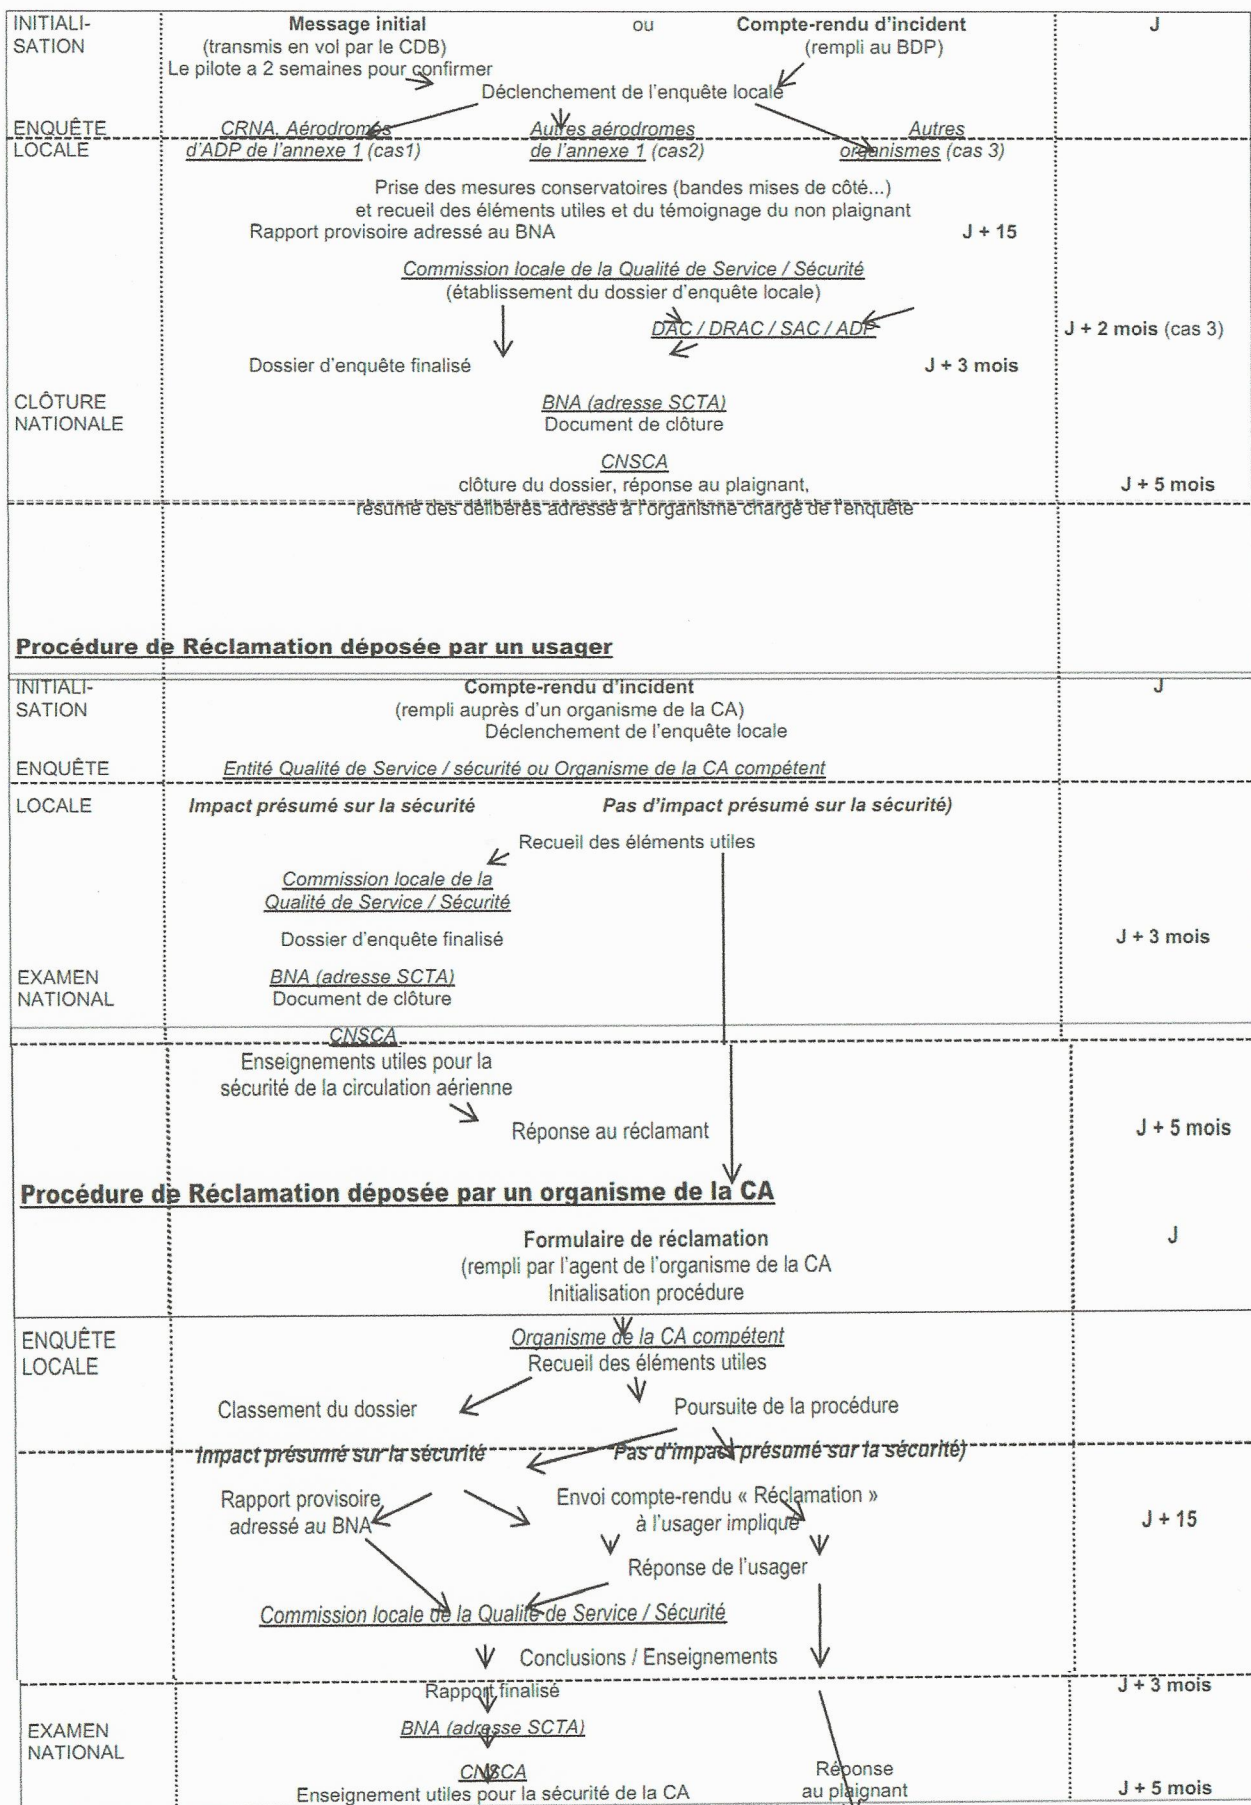 INITIALI- Message initial ou Compte-rendu d'incident J
SATION (transmis en vol par le CDB) (rempli au BDP)
Le pilote a 2 semaines pour confirmer
Déclenchement de l'enquête locale
ENQUÊTE CRNA, Aérodromes Autres aérodromes Autres
LOCALE d'ADP de l'annexe 1 (cas1) de l'annexe 1 (cas2) organismes (cas 3)
Prise des mesures conservatoires (bandes mises de côté...)
et recueil des éléments utiles et du témoignage du non plaignant
Rapport provisoire adressé au BNA J + 15
Commission locale de la Qualité de Service / Sécurité
(établissement du dossier d'enquête locale)
DAC / DRAC / SAC / ADP J + 2 mois (cas 3)
Dossier d'enquête finalisé J + 3 mois
CLÔTURE BNA (adresse SCTA)
NATIONALE Document de clôture
CNSCA
clôture du dossier, réponse au plaignant, J + 5 mois
résumé des délibérés adressé à l'organisme chargé de l'enquête
Procédure de Réclamation déposée par un usager
INITIALI- Compte-rendu d'incident J
SATION (rempli auprès d'un organisme de la CA)
Déclenchement de l'enquête locale
ENQUÊTE Entité Qualité de Service / sécurité ou Organisme de la CA compétent
LOCALE Impact présumé sur la sécurité Pas d'impact présumé sur la sécurité)
Recueil des éléments utiles
Commission locale de la
Qualité de Service / Sécurité
Dossier d'enquête finalisé J + 3 mois
EXAMEN BNA (adresse SCTA)
NATIONAL Document de clôture
CNSCA
Enseignements utiles pour la
sécurité de la circulation aérienne
Réponse au réclamant J + 5 mois
Procédure de Réclamation déposée par un organisme de la CA
Formulaire de réclamation J
(rempli par l'agent de l'organisme de la CA
Initialisation procédure
ENQUÊTE Organisme de la CA compétent
LOCALE Recueil des éléments utiles
Classement du dossier Poursuite de la procédure
Impact présumé sur la sécurité Pas d'impact présumé sur la sécurité)
Rapport provisoire Envoi compte-rendu « Réclamation » J + 15
adressé au BNA à l'usager impliqué
Réponse de l'usager
Commission locale de la Qualité de Service / Sécurité
Conclusions / Enseignements
Rapport finalisé J + 3 mois
EXAMEN BNA (adresse SCTA)
NATIONAL
CNSCA Réponse
Enseignement utiles pour la sécurité de la CA au plaignant J + 5 mois